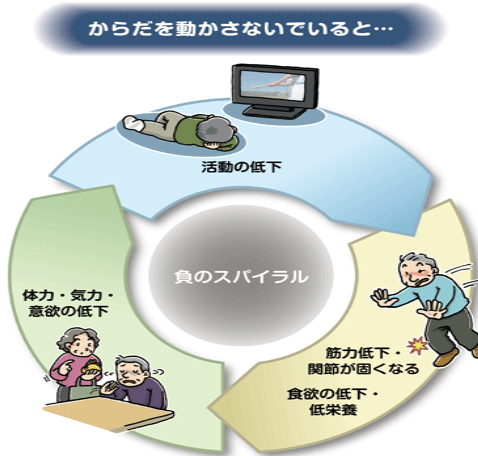 からだを動かさないでいると…
活動の低下
負のスパイラル
筋力低下・
関節が固くなる
食欲の低下・
低栄養
体力・気力・
意欲の低下